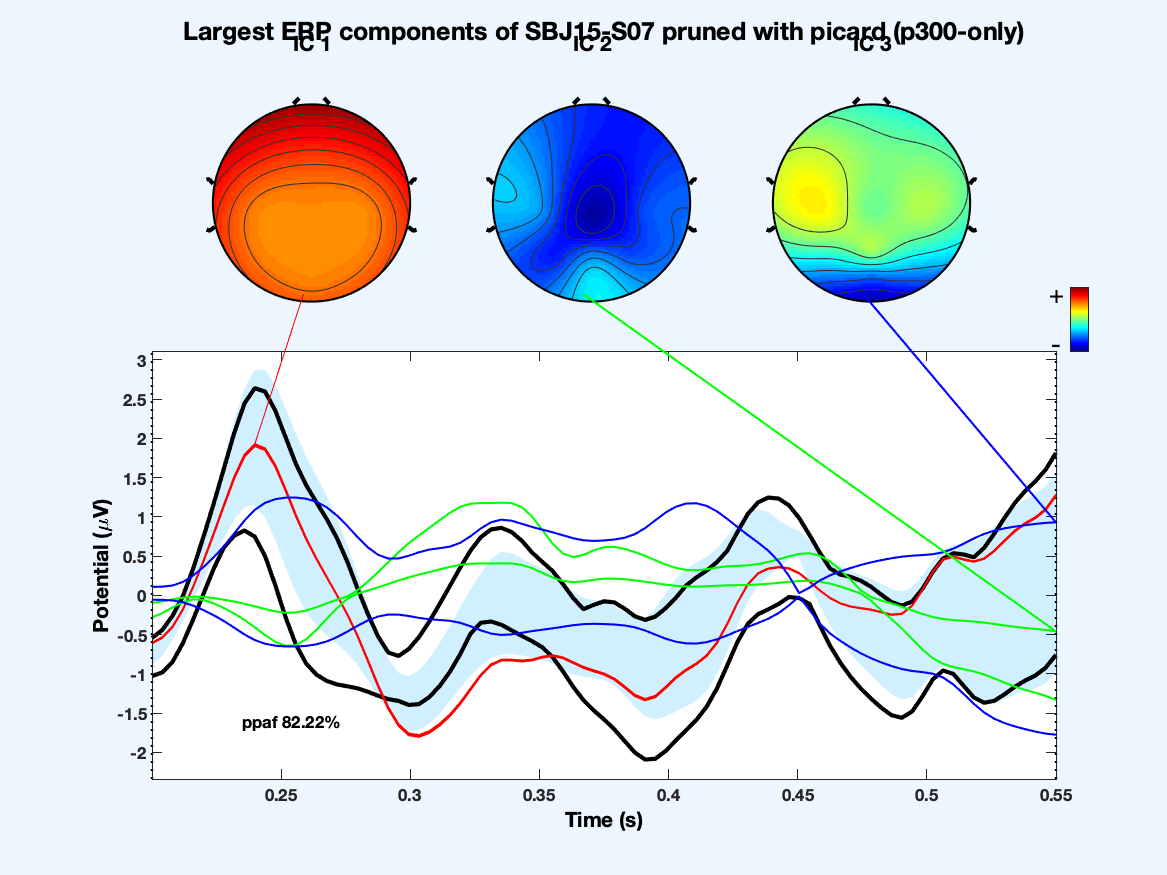 Largest ERP components of SBJ15-S07 pruned with picard (p300-only)
IC 1 IC 2 IC 3
+
-
3
2.5
2
1.5
1
0.5
0
-0.5
-1
-1.5
-2
Potential (μV)
ppaf 82.22%
0.25 0.3 0.35 0.4 0.45 0.5 0.55
Time (s)